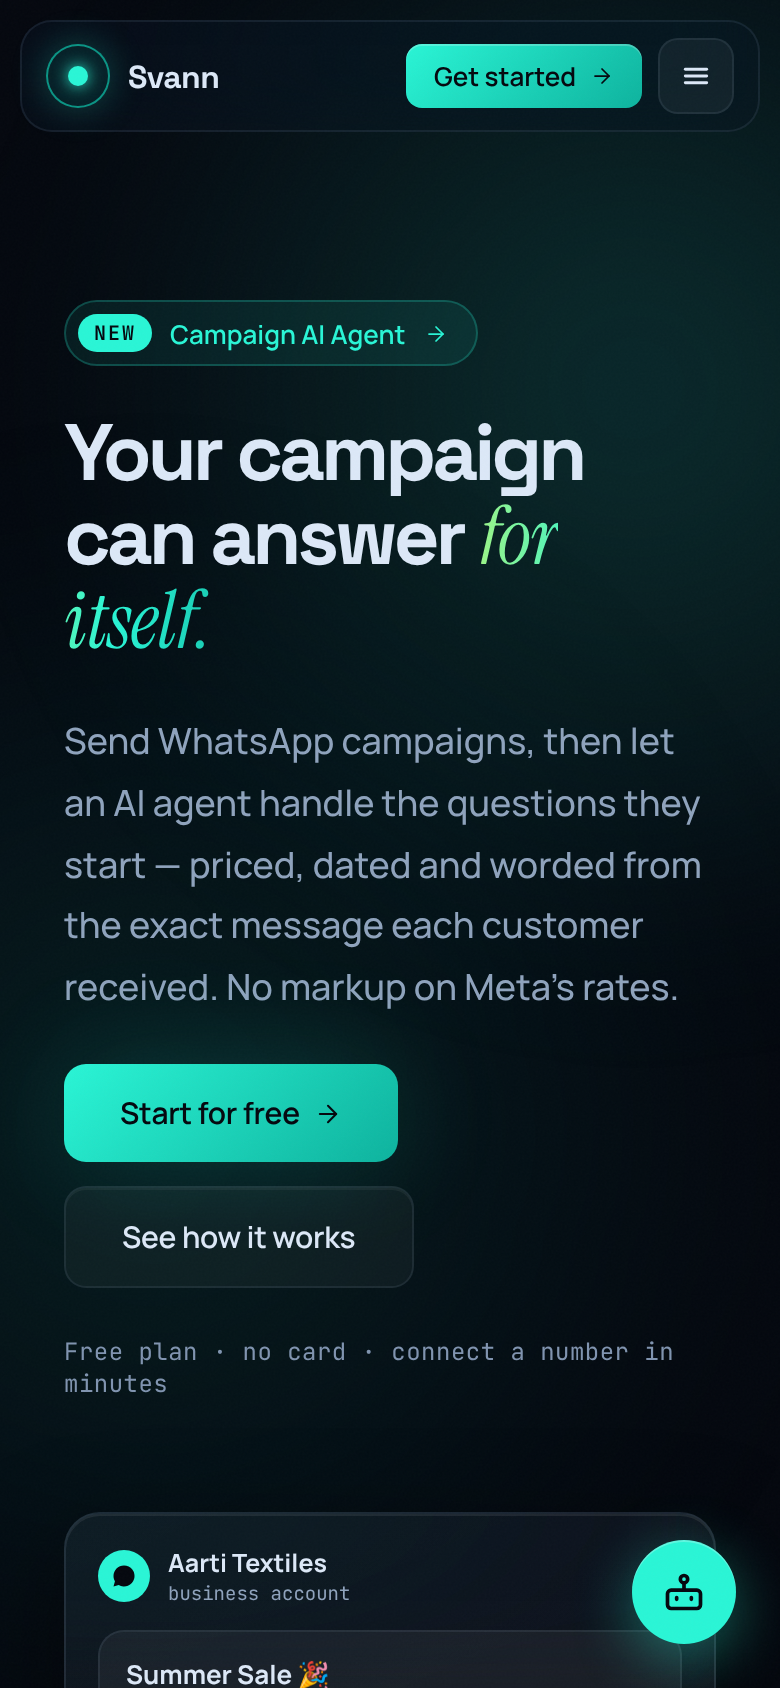 Svann
Get started →
NEW Campaign AI Agent →
Your campaign
can answer for
itself.
Send WhatsApp campaigns, then let
an AI agent handle the questions they
start — priced, dated and worded from
the exact message each customer
received. No markup on Meta’s rates.
Start for free →
See how it works
Free plan · no card · connect a number in
minutes
Aarti Textiles
business account
Summer Sale 🎉